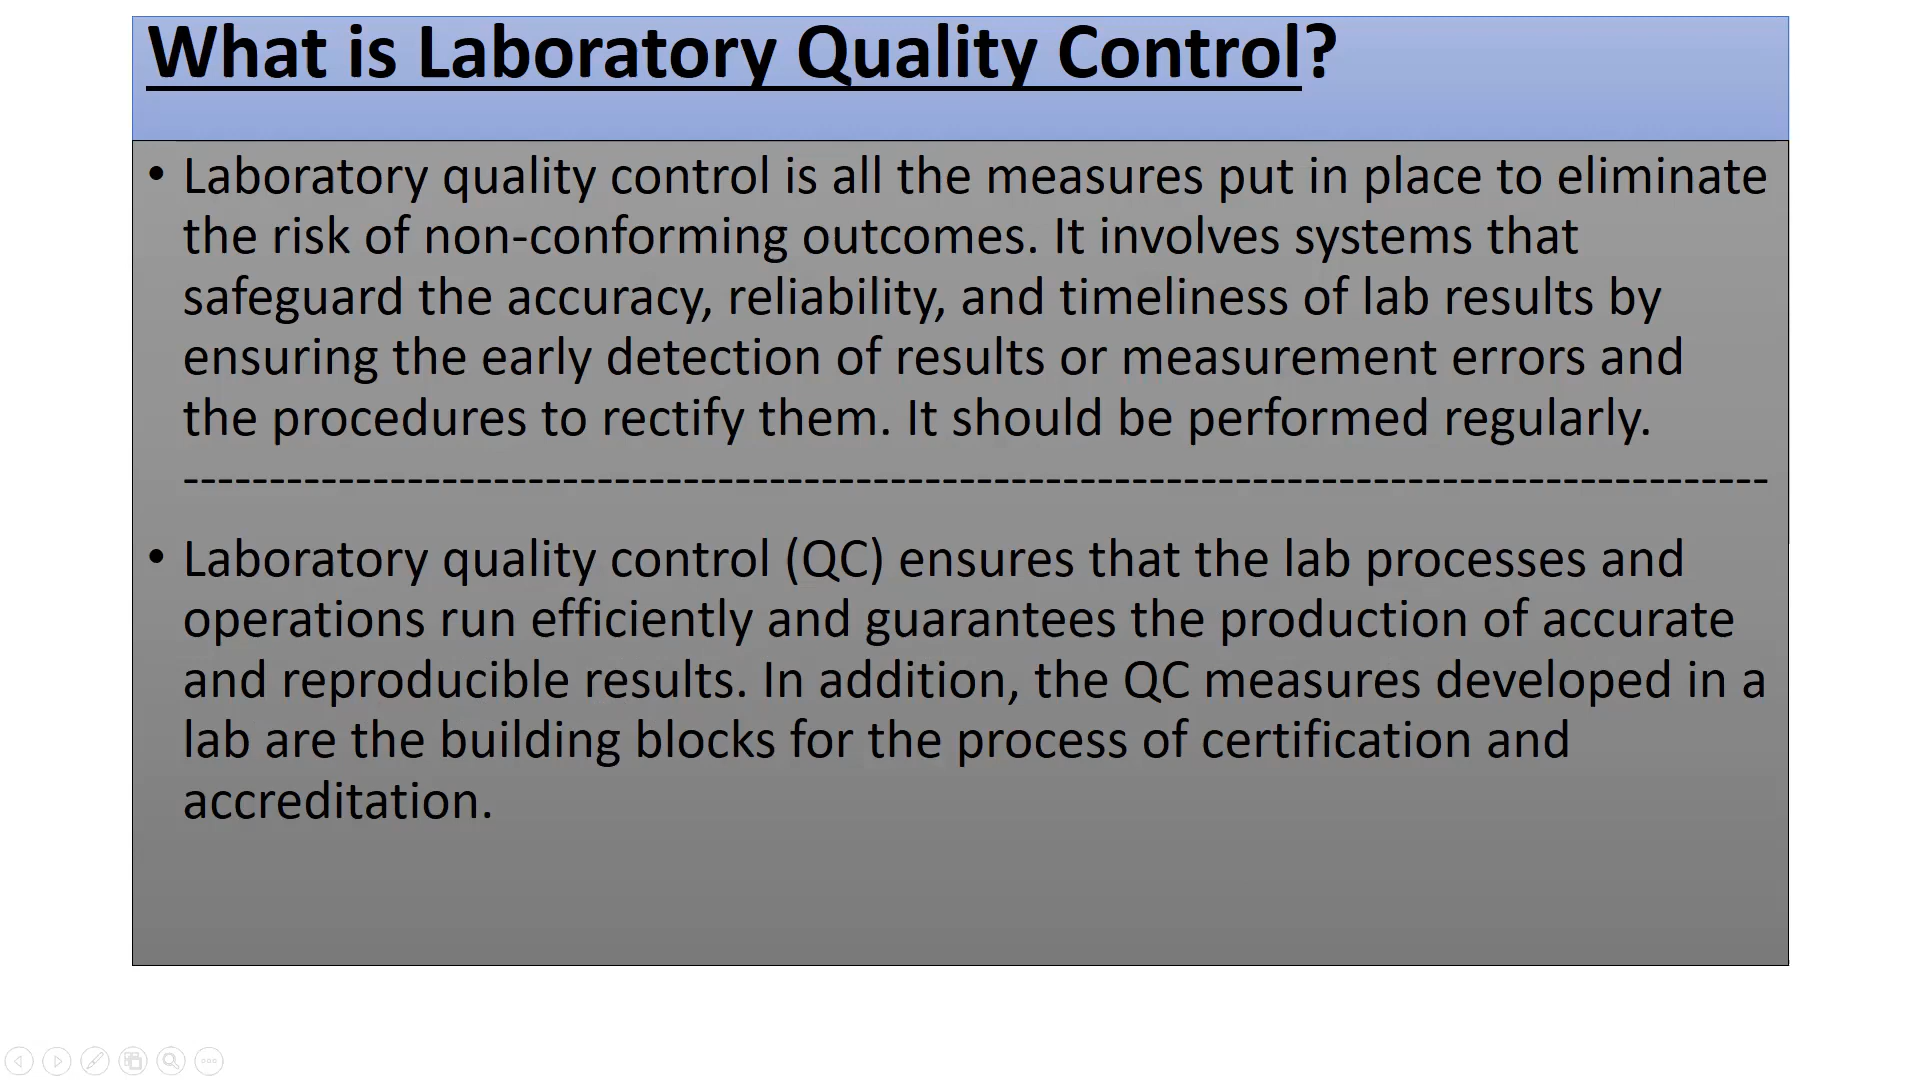 What is Laboratory Quality Control?
• Laboratory quality control is all the measures put in place to eliminate
the risk of non-conforming outcomes. It involves systems that
safeguard the accuracy, reliability, and timeliness of lab results by
ensuring the early detection of results or measurement errors and
the procedures to rectify them. It should be performed regularly.
--------------------------------------------------------------------------------------------
• Laboratory quality control (QC) ensures that the lab processes and
operations run efficiently and guarantees the production of accurate
and reproducible results. In addition, the QC measures developed in a
lab are the building blocks for the process of certification and
accreditation.